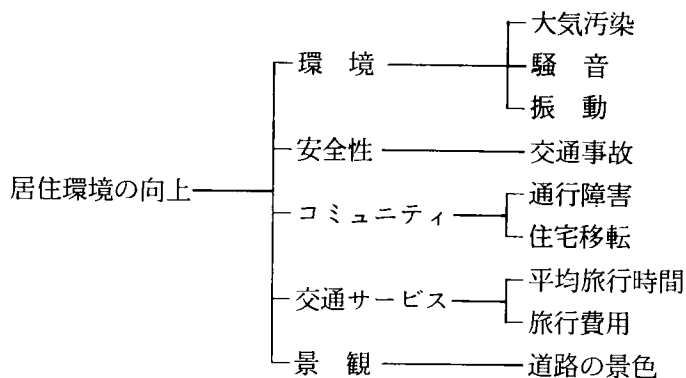 大気汚染
環境
騒音
振動
安全性
交通事故
居住環境の向上
通行障害
コミュニティ
住宅移転
平均旅行時間
交通サービス
旅行費用
景観
道路の景色